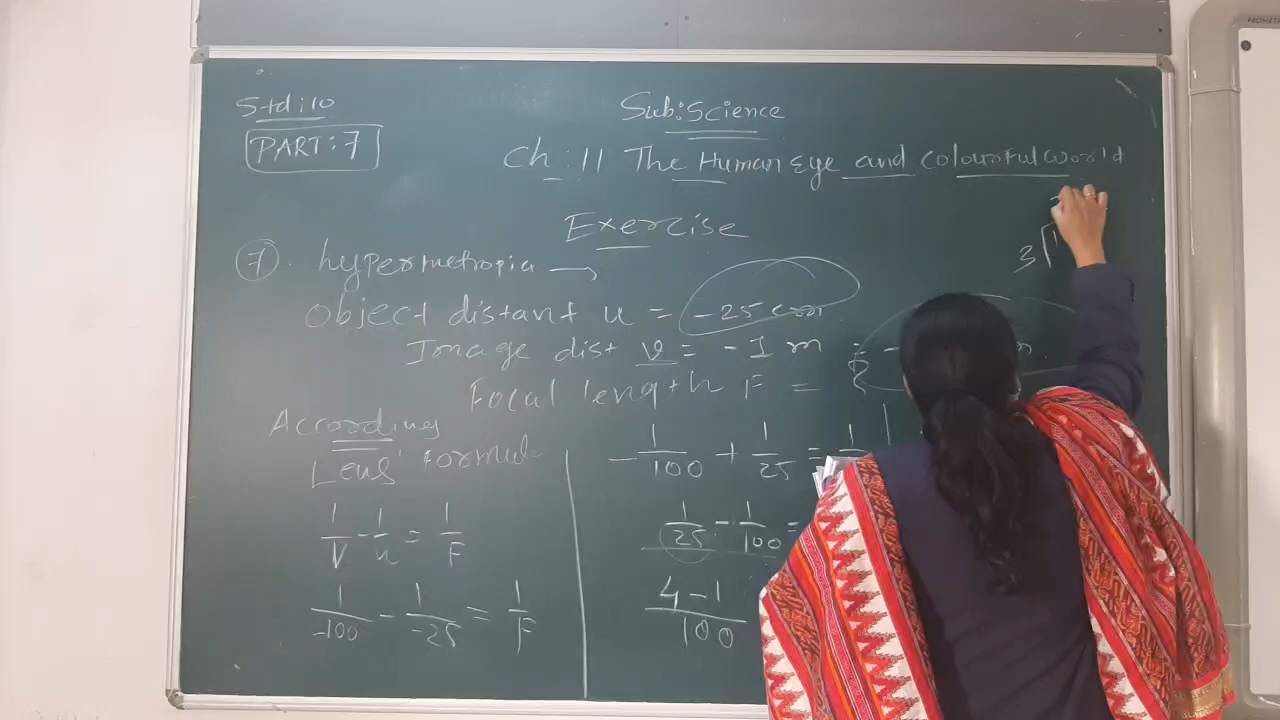 Std:10
Sub:Science
PART:7
Ch:11 The Human Eye and Colourful World
Exercise
7. hypermetropia →
object distant u = -25 cm
Image dist v = -1 m = -
Focal length F =
According
Lens' formula
1/V - 1/u = 1/F
1/-100 - 1/-25 = 1/F
-1/100 + 1/25 = 1
1/25 - 1/100 =
4-1/100
3